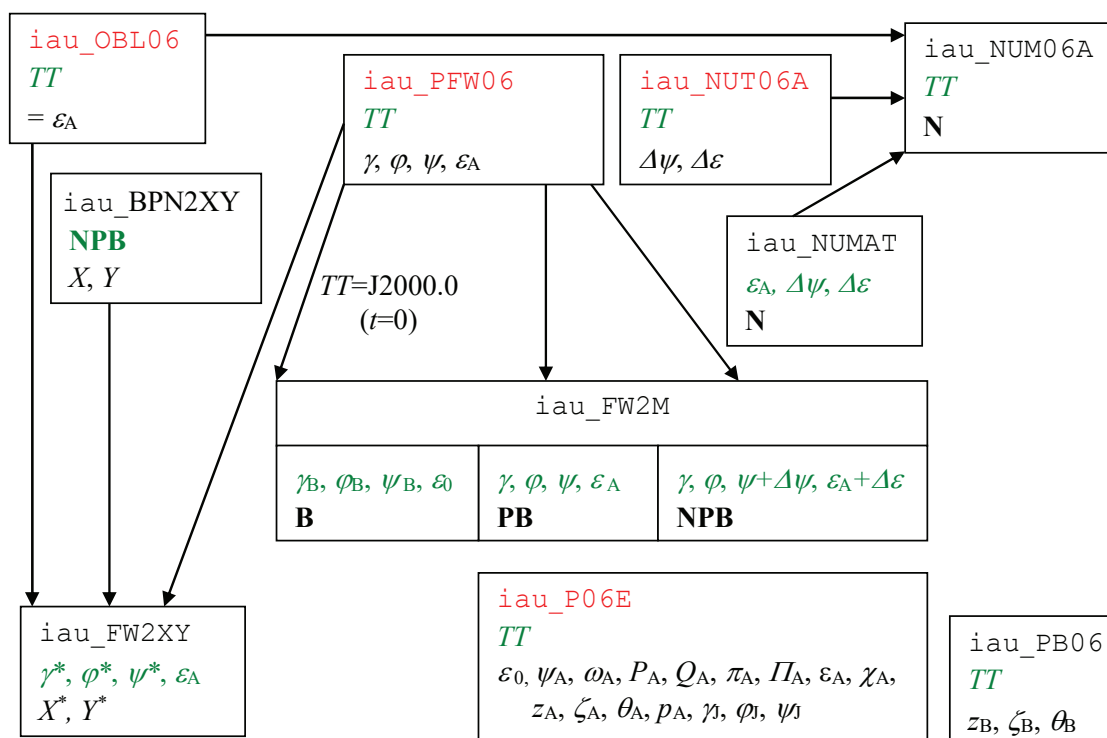 iau_OBL06
TT
= εA
iau_PFW06
TT
γ, φ, ψ, εA
iau_NUT06A
TT
Δψ, Δε
iau_NUM06A
TT
N
iau_BPN2XY
NPB
X, Y
iau_NUMAT
εA, Δψ, Δε
N
TT=J2000.0
(t=0)
iau_FW2M
γB, φB, ψB, ε0
B
γ, φ, ψ, εA
PB
γ, φ, ψ+Δψ, εA+Δε
NPB
iau_FW2XY
γ*, φ*, ψ*, εA
X*, Y*
iau_P06E
TT
ε0, ψA, ωA, PA, QA, πA, ΠA, εA, χA,
zA, ζA, θA, pA, γJ, φJ, ψJ
iau_PB06
TT
zB, ζB, θB